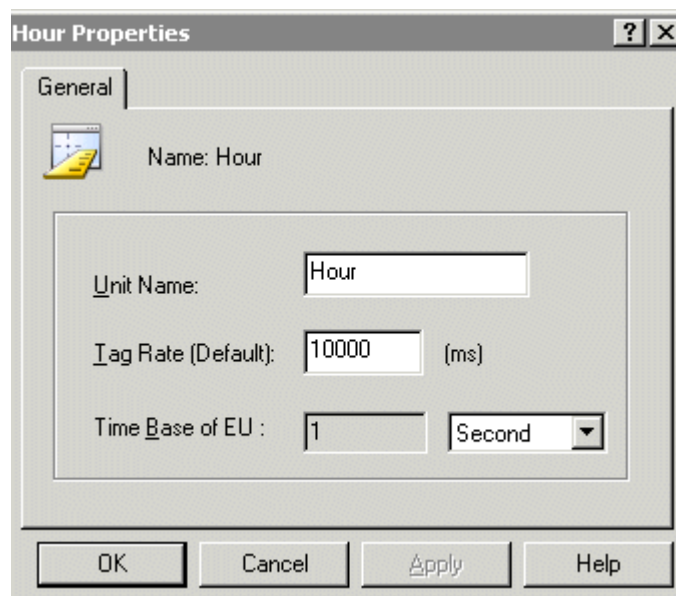 Hour Properties
? X
General
Name: Hour
Unit Name: Hour
Tag Rate (Default): 10000 (ms)
Time Base of EU : 1 Second
OK Cancel Apply Help